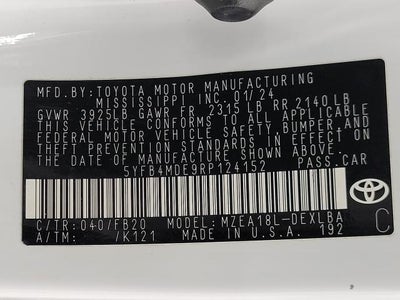 MFD.BY:TOYOTA MOTOR MANUFACTURING
MISSISSIPPI INC. 01/24
GVWR 3925LB GAWR FR 2315 LB RR 2140 LB
THIS VEHICLE CONFORMS TO ALL APPLICABLE
FEDERAL MOTOR VEHICLE SAFETY, BUMPER, AND
THEFT PREVENTION STANDARDS IN EFFECT ON
THE DATE OF MANUFACTURE SHOWN ABOVE.
5YFB4MDE9RP124152 PASS.CAR
C/TR:040/FB20 MODEL:MZEA18L-DEXLBA
A/TM: /K121 MADE IN U.S.A. 192
TOYOTA
C